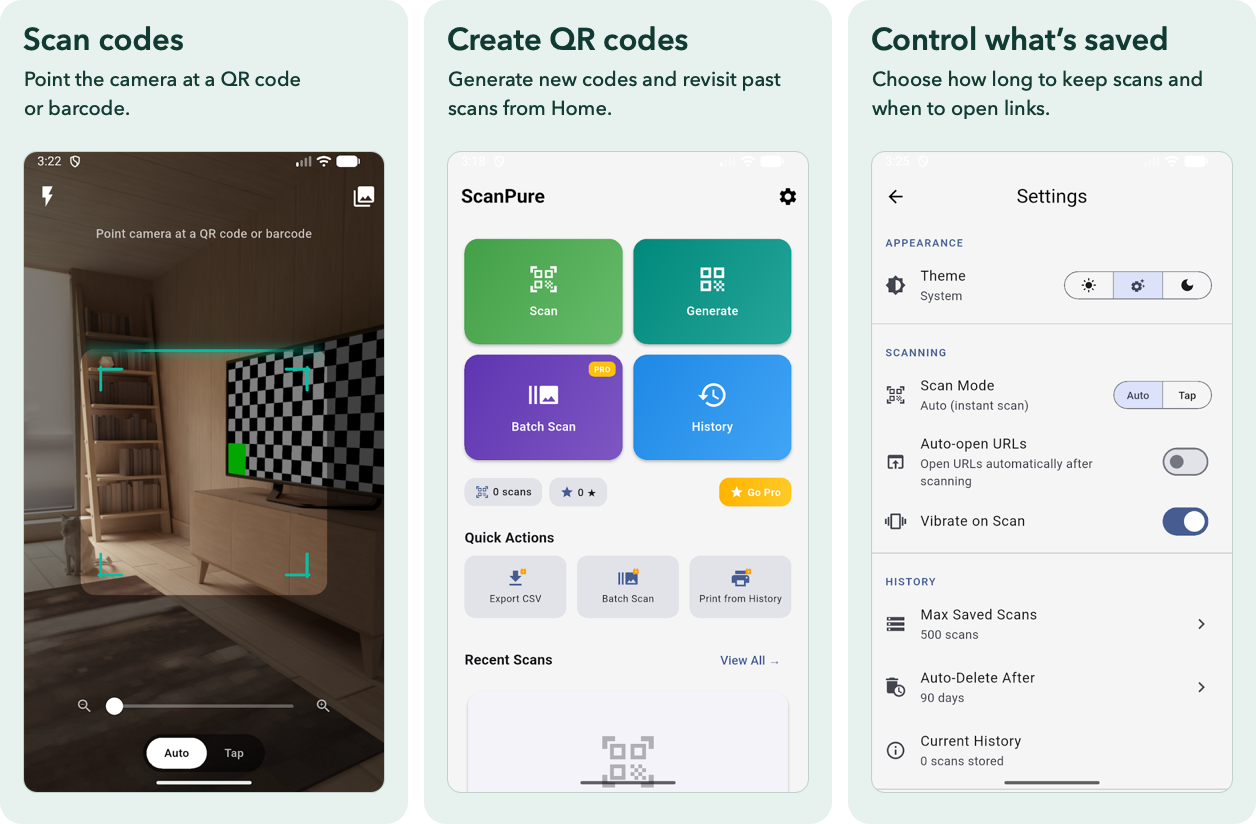 Scan codes
Point the camera at a QR code
or barcode.
3:22
Point camera at a QR code or barcode
Auto
Tap
Create QR codes
Generate new codes and revisit past
scans from Home.
ScanPure
Scan
Generate
PRO
Batch Scan
History
0 scans
0 ★
Go Pro
Quick Actions
Export CSV
Batch Scan
Print from History
Recent Scans
View All →
Control what's saved
Choose how long to keep scans and
when to open links.
3:25
Settings
APPEARANCE
Theme
System
SCANNING
Scan Mode
Auto (instant scan)
Auto
Tap
Auto-open URLs
Open URLs automatically after
scanning
Vibrate on Scan
HISTORY
Max Saved Scans
500 scans
Auto-Delete After
90 days
Current History
0 scans stored